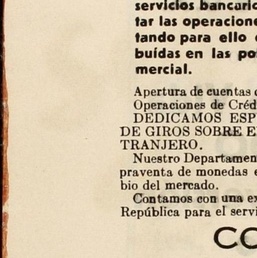 servicios bancari
tar las operacione
tando para ello
buídas en las po
mercial.
Apertura de cuentas
Operaciones de Créd
DEDICAMOS ESP
DE GIROS SOBRE E
TRANJERO.
Nuestro Departamen
praventa de monedas e
bio del mercado.
Contamos con una ex
República para el servi
CO